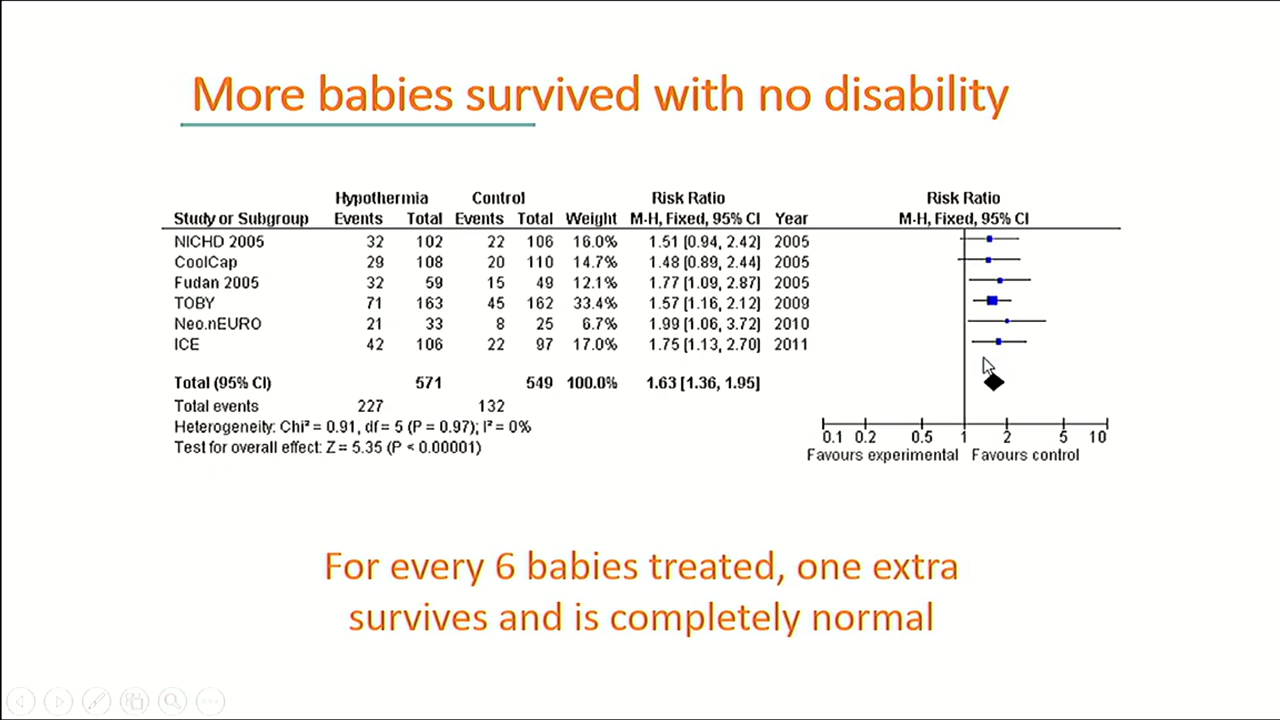 More babies survived with no disability
Hypothermia Control Risk Ratio Risk Ratio
Study or Subgroup Events Total Events Total Weight M-H, Fixed, 95% CI Year M-H, Fixed, 95% CI
NICHD 2005 32 102 22 106 16.0% 1.51 [0.94, 2.42] 2005
CoolCap 29 108 20 110 14.7% 1.48 [0.89, 2.44] 2005
Fudan 2005 32 59 15 49 12.1% 1.77 [1.09, 2.87] 2005
TOBY 71 163 45 162 33.4% 1.57 [1.16, 2.12] 2009
Neo.nEURO 21 33 8 25 6.7% 1.99 [1.06, 3.72] 2010
ICE 42 106 22 97 17.0% 1.75 [1.13, 2.70] 2011
Total (95% CI) 571 549 100.0% 1.63 [1.36, 1.95]
Total events 227 132
Heterogeneity: Chi² = 0.91, df = 5 (P = 0.97); I² = 0%
Test for overall effect: Z = 5.35 (P < 0.00001)
0.1 0.2 0.5 1 2 5 10
Favours experimental Favours control
For every 6 babies treated, one extra
survives and is completely normal